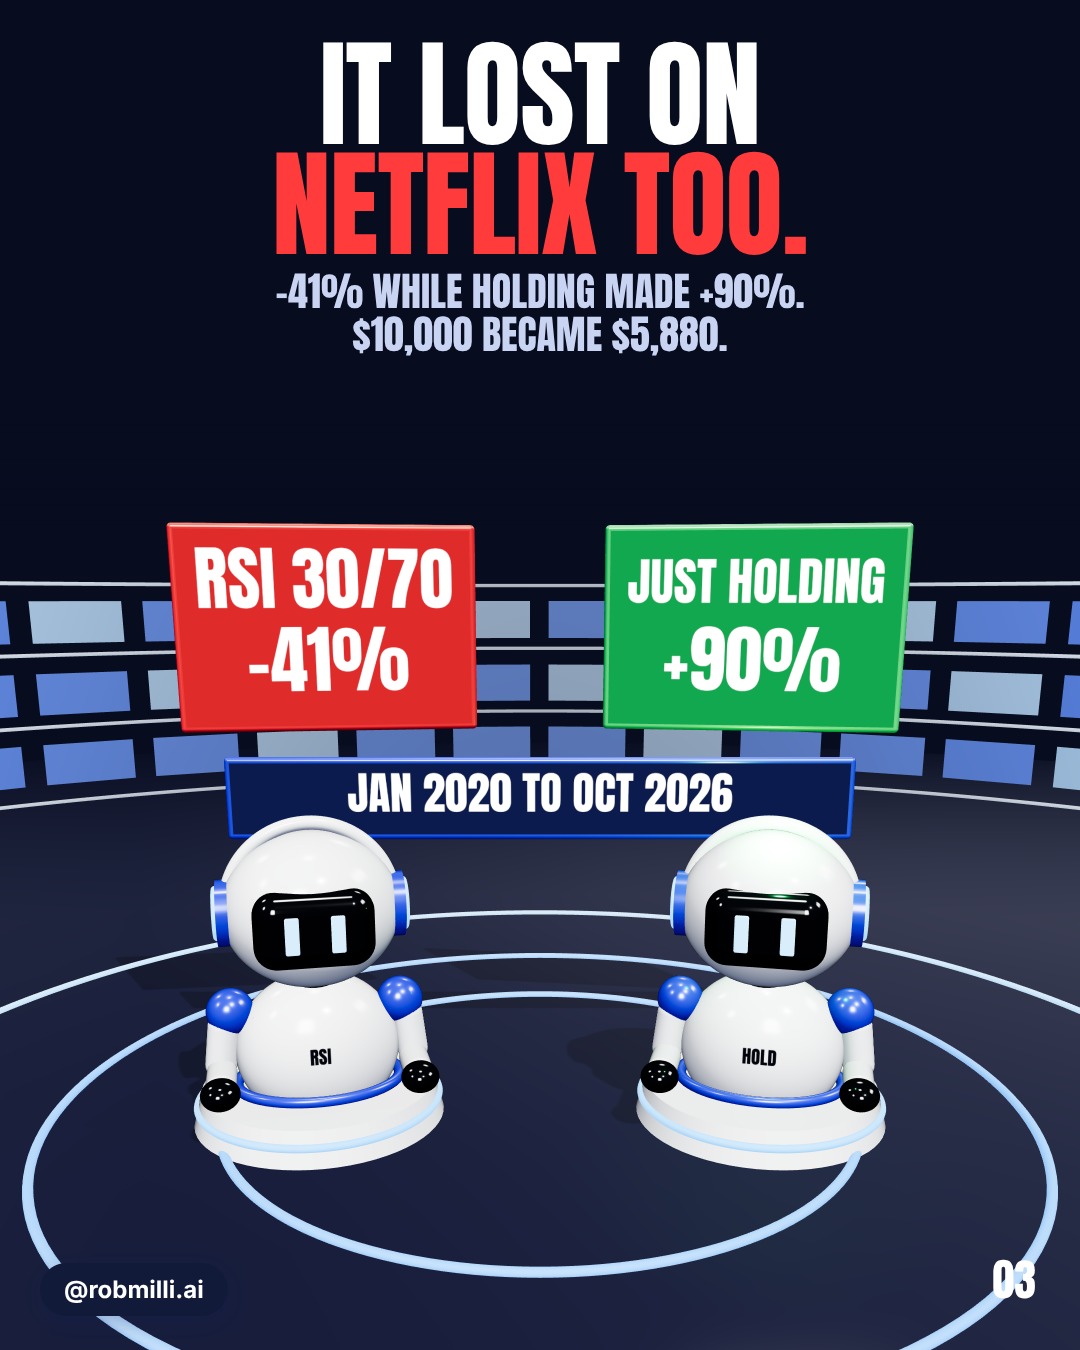 IT LOST ON
NETFLIX TOO.
-41% WHILE HOLDING MADE +90%.
$10,000 BECAME $5,880.
RSI 30/70
-41%
JUST HOLDING
+90%
JAN 2020 TO OCT 2026
RSI
HOLD
@robmilli.ai
03